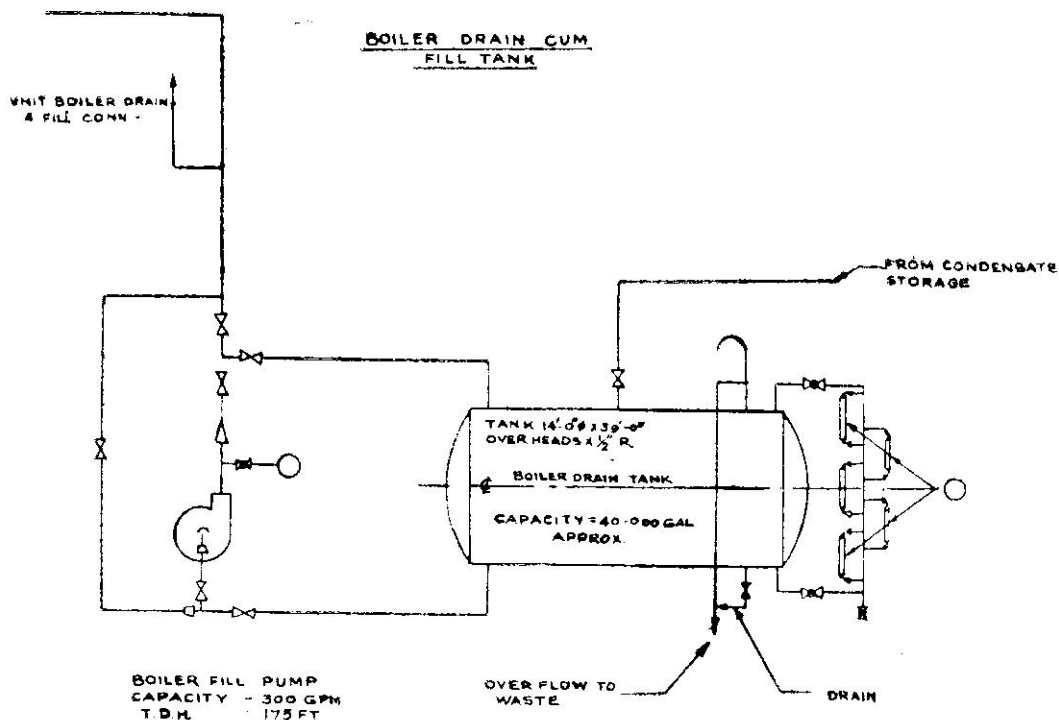 BOILER DRAIN CUM
FILL TANK
UNIT BOILER DRAIN
& FILL CONN -
FROM CONDENSATE
STORAGE
TANK 14'-0"φ x 39'-0"
OVER HEADS x ½" R
BOILER DRAIN TANK
CAPACITY = 40-000 GAL
APPROX.
BOILER FILL PUMP
CAPACITY - 300 GPM
T.D.H. 175 FT
OVER FLOW TO
WASTE
DRAIN